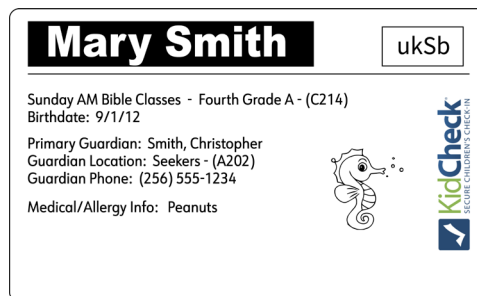 Mary Smith
ukSb
Sunday AM Bible Classes - Fourth Grade A - (C214)
Birthdate: 9/1/12
Primary Guardian: Smith, Christopher
Guardian Location: Seekers - (A202)
Guardian Phone: (256) 555-1234
Medical/Allergy Info: Peanuts
KidCheck
SECURE CHILDREN'S CHECK-IN